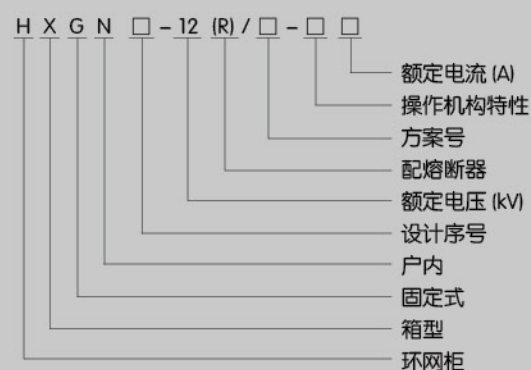 H X G N □ - 12 (R) / □ - □ □
额定电流 (A)
操作机构特性
方案号
配熔断器
额定电压 (kV)
设计序号
户内
固定式
箱型
环网柜